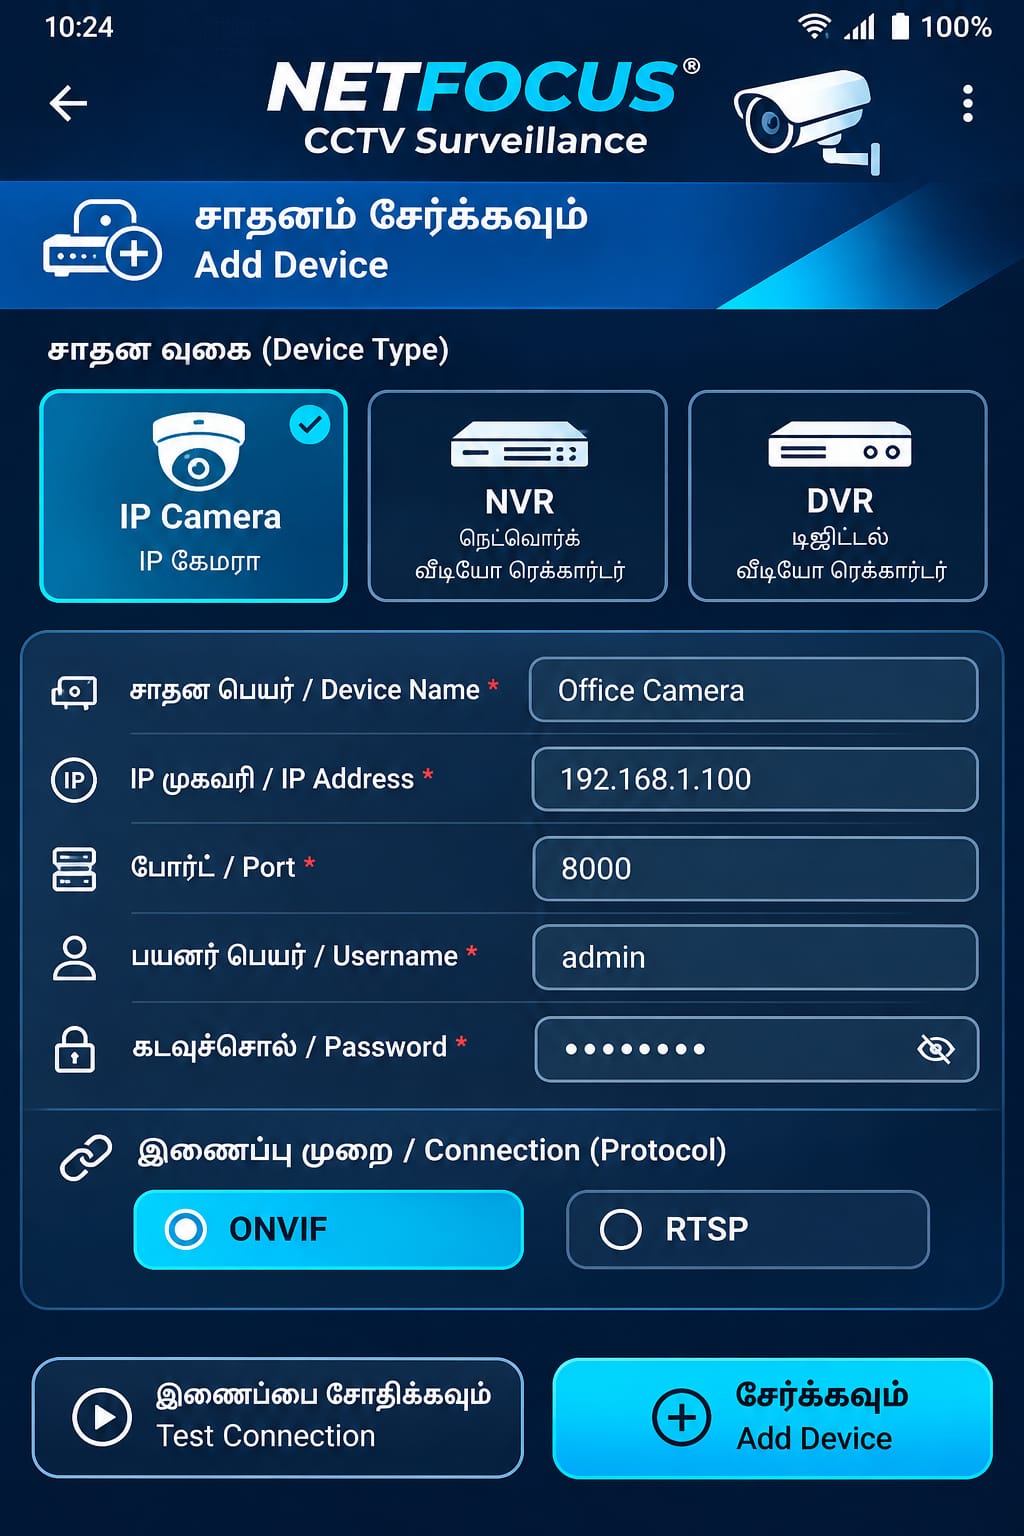 10:24
100%
NETFOCUS®
CCTV Surveillance
சாதனம் சேர்க்கவும்
Add Device
சாதன வுகை (Device Type)
IP Camera
IP கேமரா
NVR
நெட்வொர்க்
வீடியோ ரெக்கார்டர்
DVR
டிஜிட்டல்
வீடியோ ரெக்கார்டர்
சாதன பெயர் / Device Name *
Office Camera
IP
IP முகவரி / IP Address *
192.168.1.100
போர்ட் / Port *
8000
பயனர் பெயர் / Username *
admin
கடவுச்சொல் / Password *
••••••••
இணைப்பு முறை / Connection (Protocol)
ONVIF
RTSP
இணைப்பை சோதிக்கவும்
Test Connection
சேர்க்கவும்
Add Device